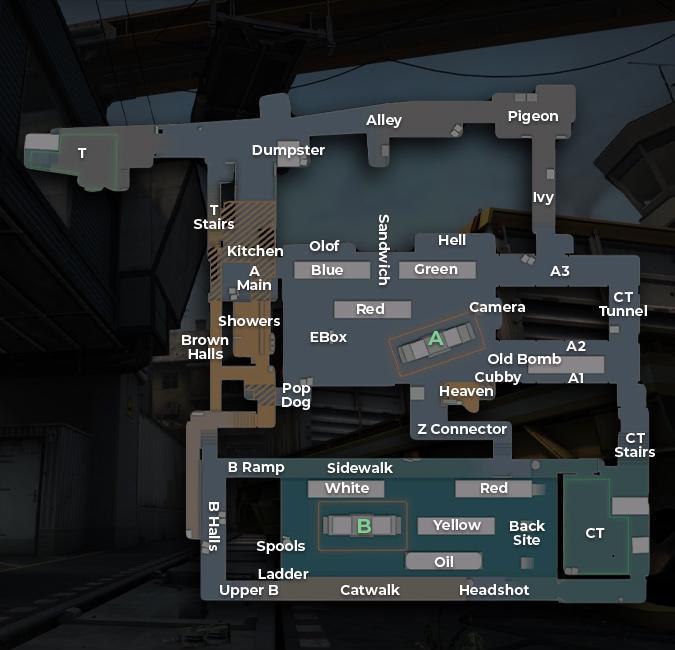 Pigeon
Alley
T
Dumpster
Ivy
T
Stairs
Sandwich
Hell
Olof
Kitchen
A
Main
Blue
Green
A3
CT
Tunnel
Red
Camera
Showers
EBox
A
Brown
Halls
A2
Old Bomb
Cubby
A1
Heaven
Pop
Dog
Z Connector
CT
Stairs
B Ramp
Sidewalk
White
Red
B Halls
B
Yellow
Back
Site
CT
Spools
Oil
Ladder
Upper B
Catwalk
Headshot